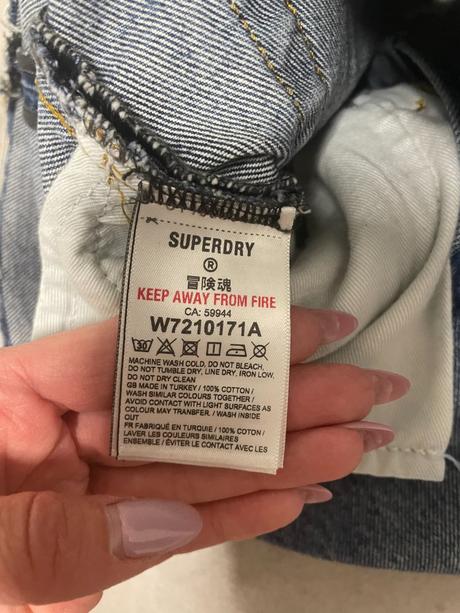 SUPERDRY
®
冒険魂
KEEP AWAY FROM FIRE
CA: 59944
W7210171A
30
MACHINE WASH COLD, DO NOT BLEACH,
DO NOT TUMBLE DRY, LINE DRY, IRON LOW,
DO NOT DRY CLEAN
GB MADE IN TURKEY / 100% COTTON /
WASH SIMILAR COLOURS TOGETHER /
AVOID CONTACT WITH LIGHT SURFACES AS
COLOUR MAY TRANSFER. / WASH INSIDE
OUT
FR FABRIQUÉ EN TURQUIE / 100% COTON /
LAVER LES COULEURS SIMILAIRES
ENSEMBLE / ÉVITER LE CONTACT AVEC LES